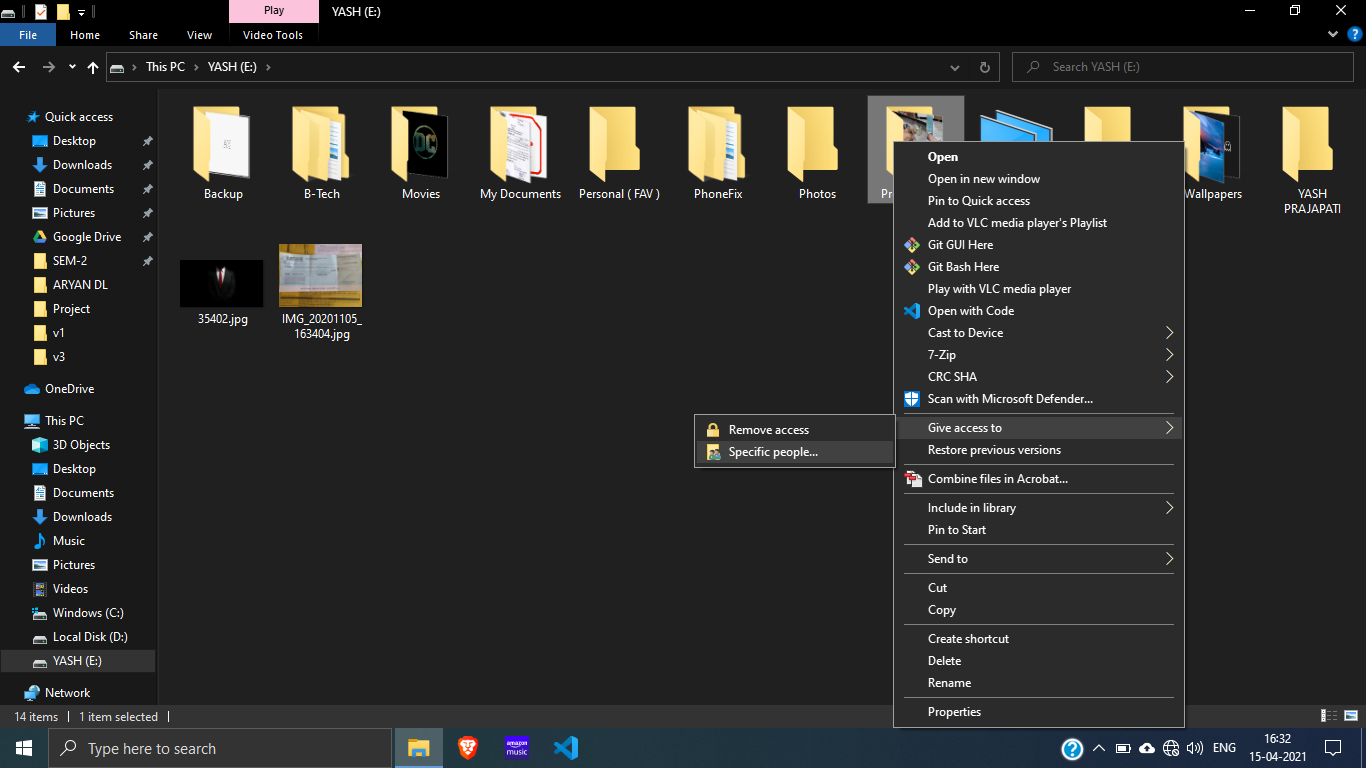 Play
YASH (E:)
File
Home
Share
View
Video Tools
This PC
YASH (E:)
Search YASH (E:)
Quick access
Desktop
Downloads
Documents
Pictures
Google Drive
SEM-2
ARYAN DL
Project
v1
v3
OneDrive
This PC
3D Objects
Desktop
Documents
Downloads
Music
Pictures
Videos
Windows (C:)
Local Disk (D:)
YASH (E:)
Network
Backup
B-Tech
Movies
My Documents
Personal ( FAV )
PhoneFix
Photos
Wallpapers
YASH
PRAJAPATI
35402.jpg
IMG_20201105_
163404.jpg
Open
Open in new window
Pin to Quick access
Add to VLC media player's Playlist
Git GUI Here
Git Bash Here
Play with VLC media player
Open with Code
Cast to Device
7-Zip
CRC SHA
Scan with Microsoft Defender...
Give access to
Restore previous versions
Combine files in Acrobat...
Include in library
Pin to Start
Send to
Cut
Copy
Create shortcut
Delete
Rename
Properties
Remove access
Specific people...
14 items
1 item selected
Type here to search
amazon
music
ENG
16:32
15-04-2021